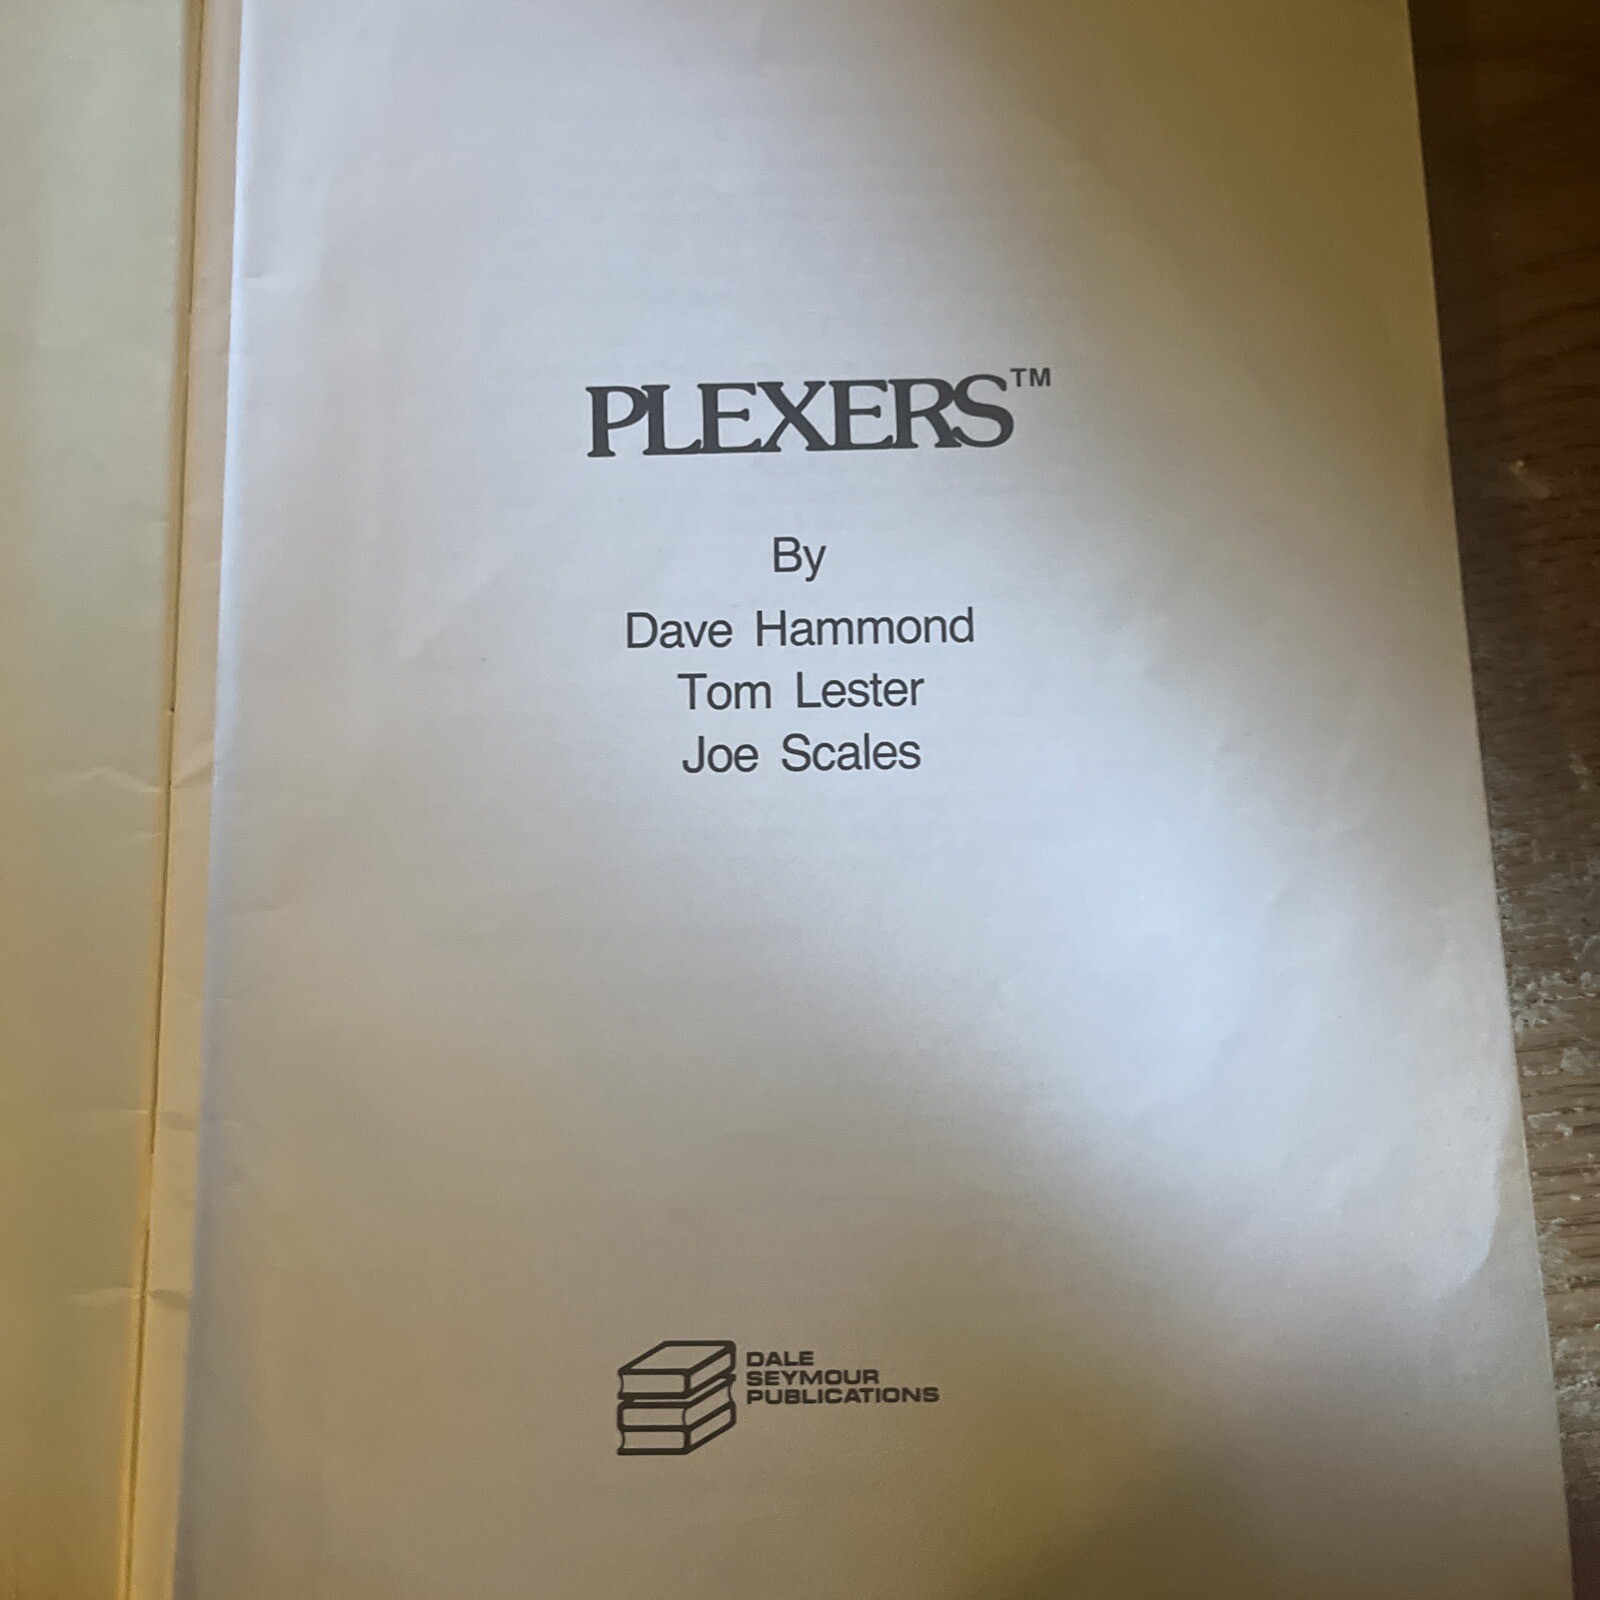 PLEXERS™
By
Dave Hammond
Tom Lester
Joe Scales
DALE
SEYMOUR
PUBLICATIONS